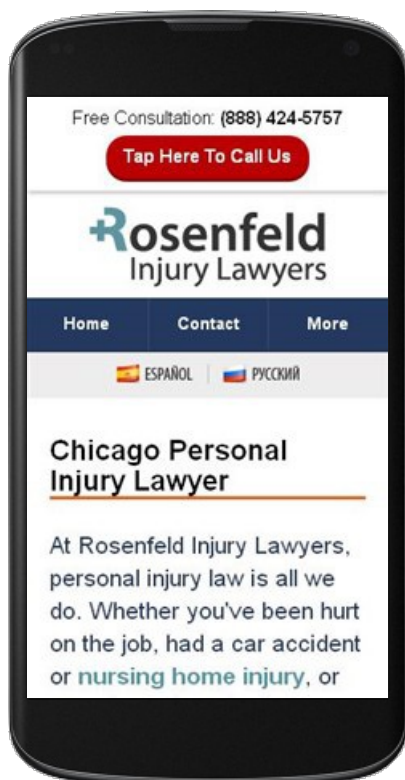 Free Consultation: (888) 424-5757
Tap Here To Call Us
Rosenfeld
Injury Lawyers
Home Contact More
ESPAÑOL РУССКИЙ
Chicago Personal
Injury Lawyer
At Rosenfeld Injury Lawyers,
personal injury law is all we
do. Whether you've been hurt
on the job, had a car accident
or nursing home injury, or